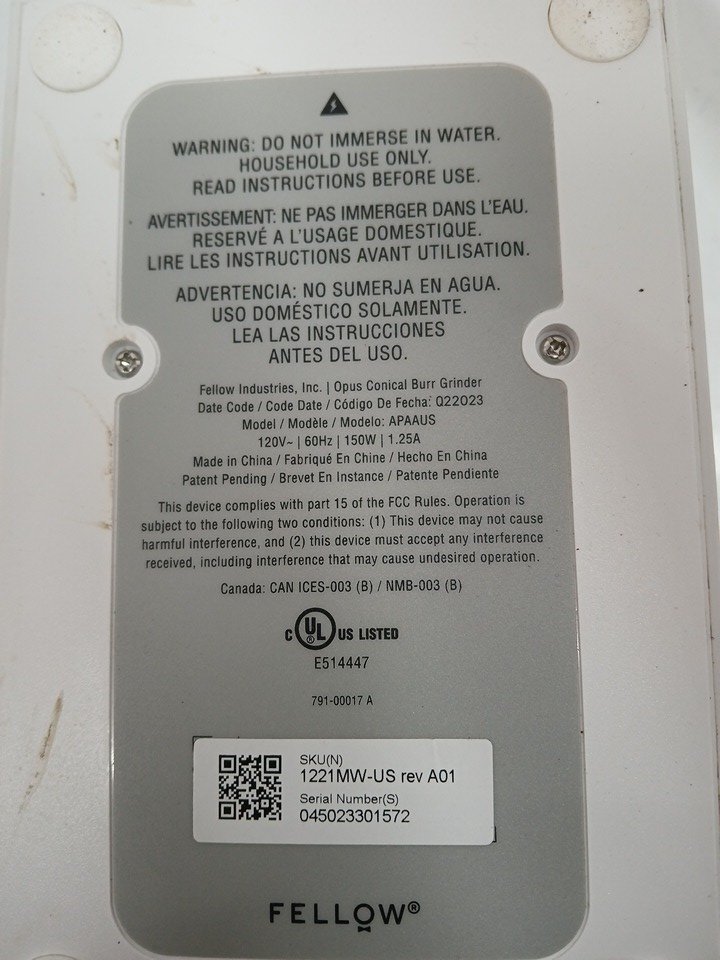 WARNING: DO NOT IMMERSE IN WATER.
HOUSEHOLD USE ONLY.
READ INSTRUCTIONS BEFORE USE.
AVERTISSEMENT: NE PAS IMMERGER DANS L'EAU.
RESERVÉ À L'USAGE DOMESTIQUE.
LIRE LES INSTRUCTIONS AVANT UTILISATION.
ADVERTENCIA: NO SUMERJA EN AGUA.
USO DOMÉSTICO SOLAMENTE.
LEA LAS INSTRUCCIONES
ANTES DEL USO.
Fellow Industries, Inc. | Opus Conical Burr Grinder
Date Code / Code Date / Código De Fecha: Q22023
Model / Modèle / Modelo: APAAUS
120V~ | 60Hz | 150W | 1.25A
Made in China / Fabriqué En Chine / Hecho En China
Patent Pending / Brevet En Instance / Patente Pendiente
This device complies with part 15 of the FCC Rules. Operation is
subject to the following two conditions: (1) This device may not cause
harmful interference, and (2) this device must accept any interference
received, including interference that may cause undesired operation.
Canada: CAN ICES-003 (B) / NMB-003 (B)
C UL US LISTED
E514447
791-00017 A
SKU(N)
1221MW-US rev A01
Serial Number(S)
045023301572
FELLOW®